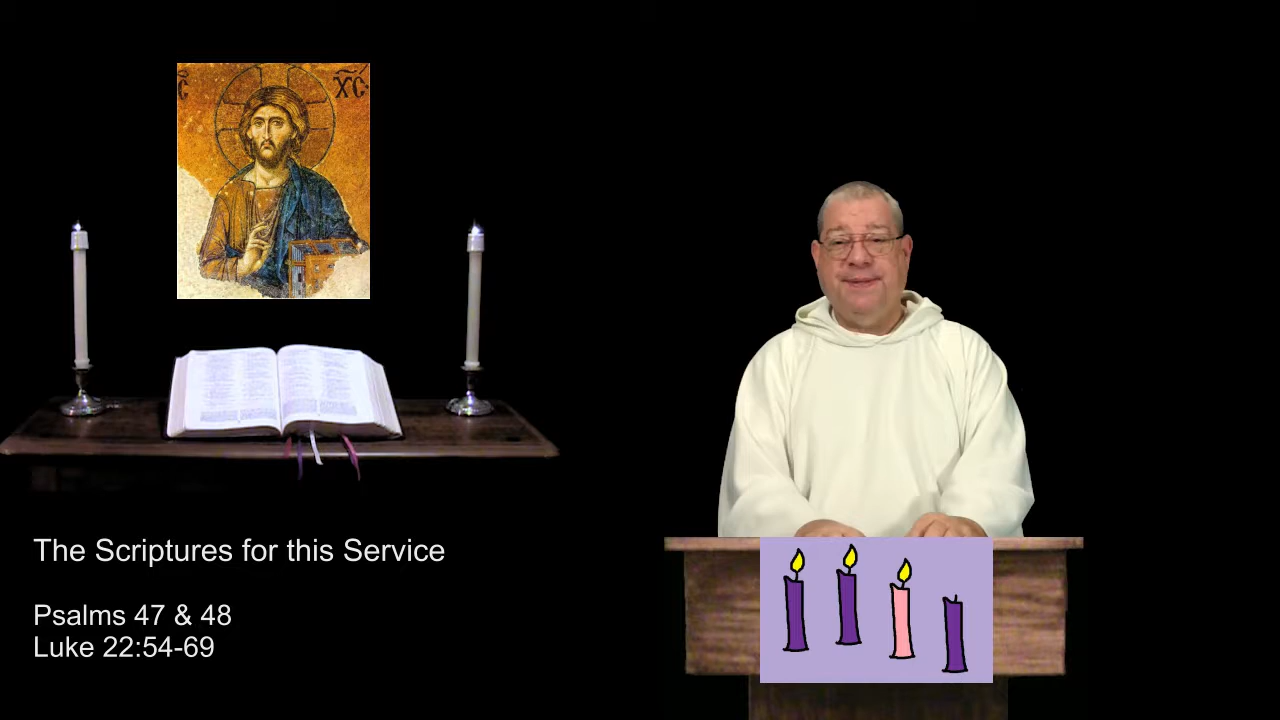 The Scriptures for this Service
Psalms 47 & 48
Luke 22:54-69